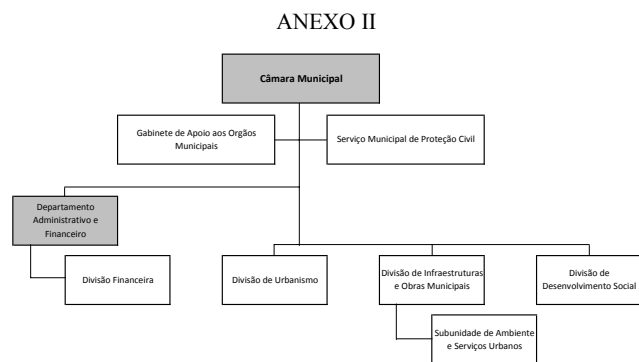 ANEXO II
Câmara Municipal
Gabinete de Apoio aos Orgãos
Municipais
Serviço Municipal de Proteção Civil
Departamento
Administrativo e
Financeiro
Divisão Financeira
Divisão de Urbanismo
Divisão de Infraestruturas
e Obras Municipais
Divisão de
Desenvolvimento Social
Subunidade de Ambiente
e Serviços Urbanos